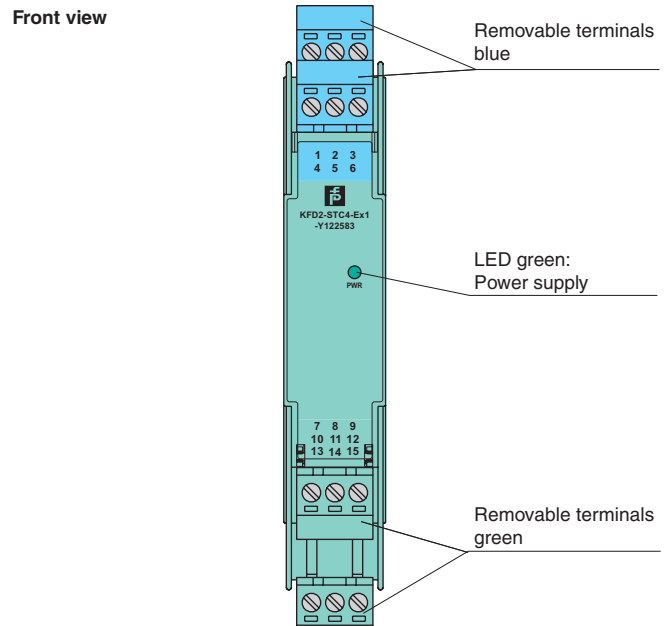 Front view
Removable terminals
blue
1 2 3
4 5 6
KFD2-STC4-Ex1
-Y122583
LED green:
Power supply
PWR
7 8 9
10 11 12
13 14 15
Removable terminals
green